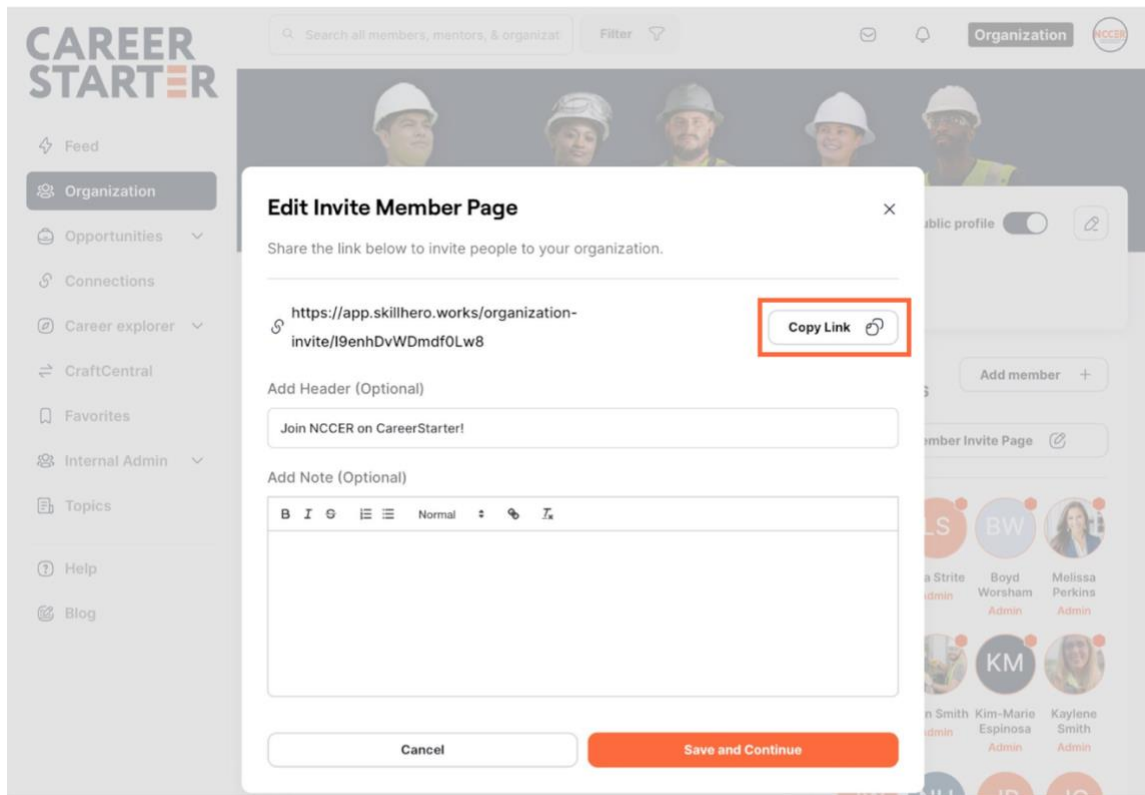 CAREER
STARTER
Search all members, mentors, & organizat
Filter
Organization
NCCER
Feed
Organization
Opportunities
Connections
Career explorer
CraftCentral
Favorites
Internal Admin
Topics
Help
Blog
Edit Invite Member Page
Share the link below to invite people to your organization.
https://app.skillhero.works/organization-
invite/I9enhDvWDmdf0Lw8
Copy Link
Add Header (Optional)
Join NCCER on CareerStarter!
Add Note (Optional)
B I S Normal
Cancel
Save and Continue
ublic profile
s
Add member +
ember Invite Page
LS BW
a Strite Boyd Melissa
Worsham Perkins
dmin Admin Admin
KM
n Smith Kim-Marie Kaylene
Espinosa Smith
dmin Admin Admin